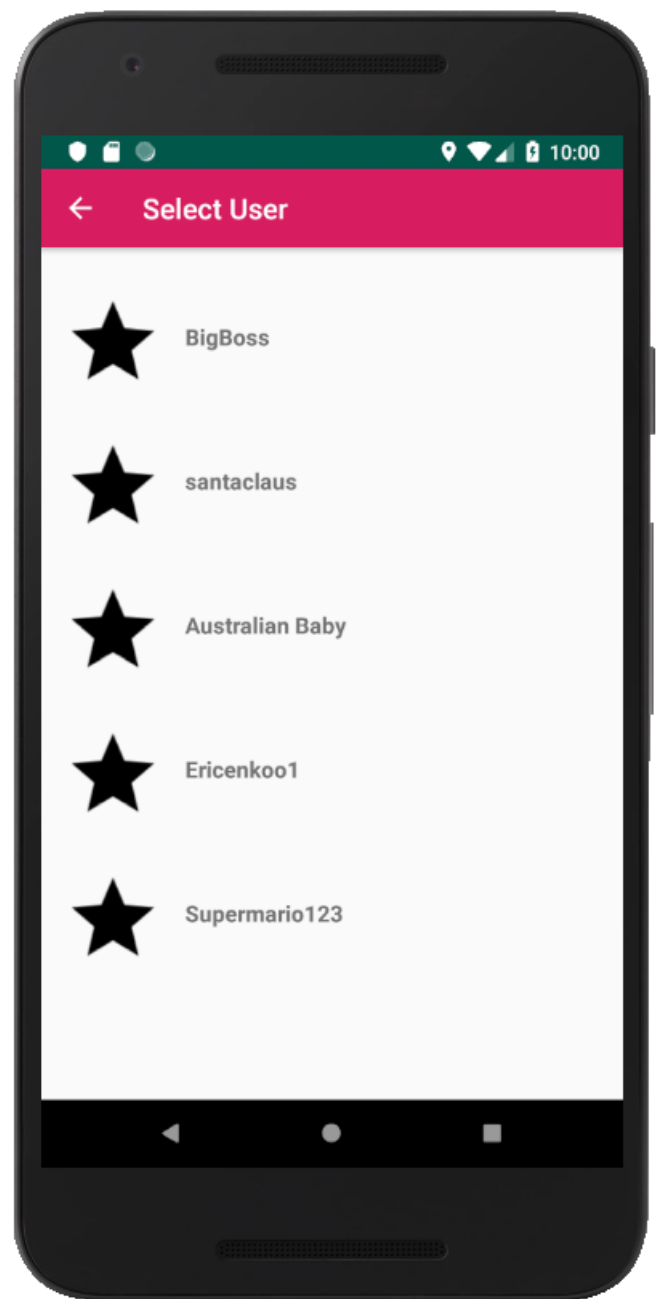 10:00
Select User
BigBoss
santaclaus
Australian Baby
Ericenkoo1
Supermario123